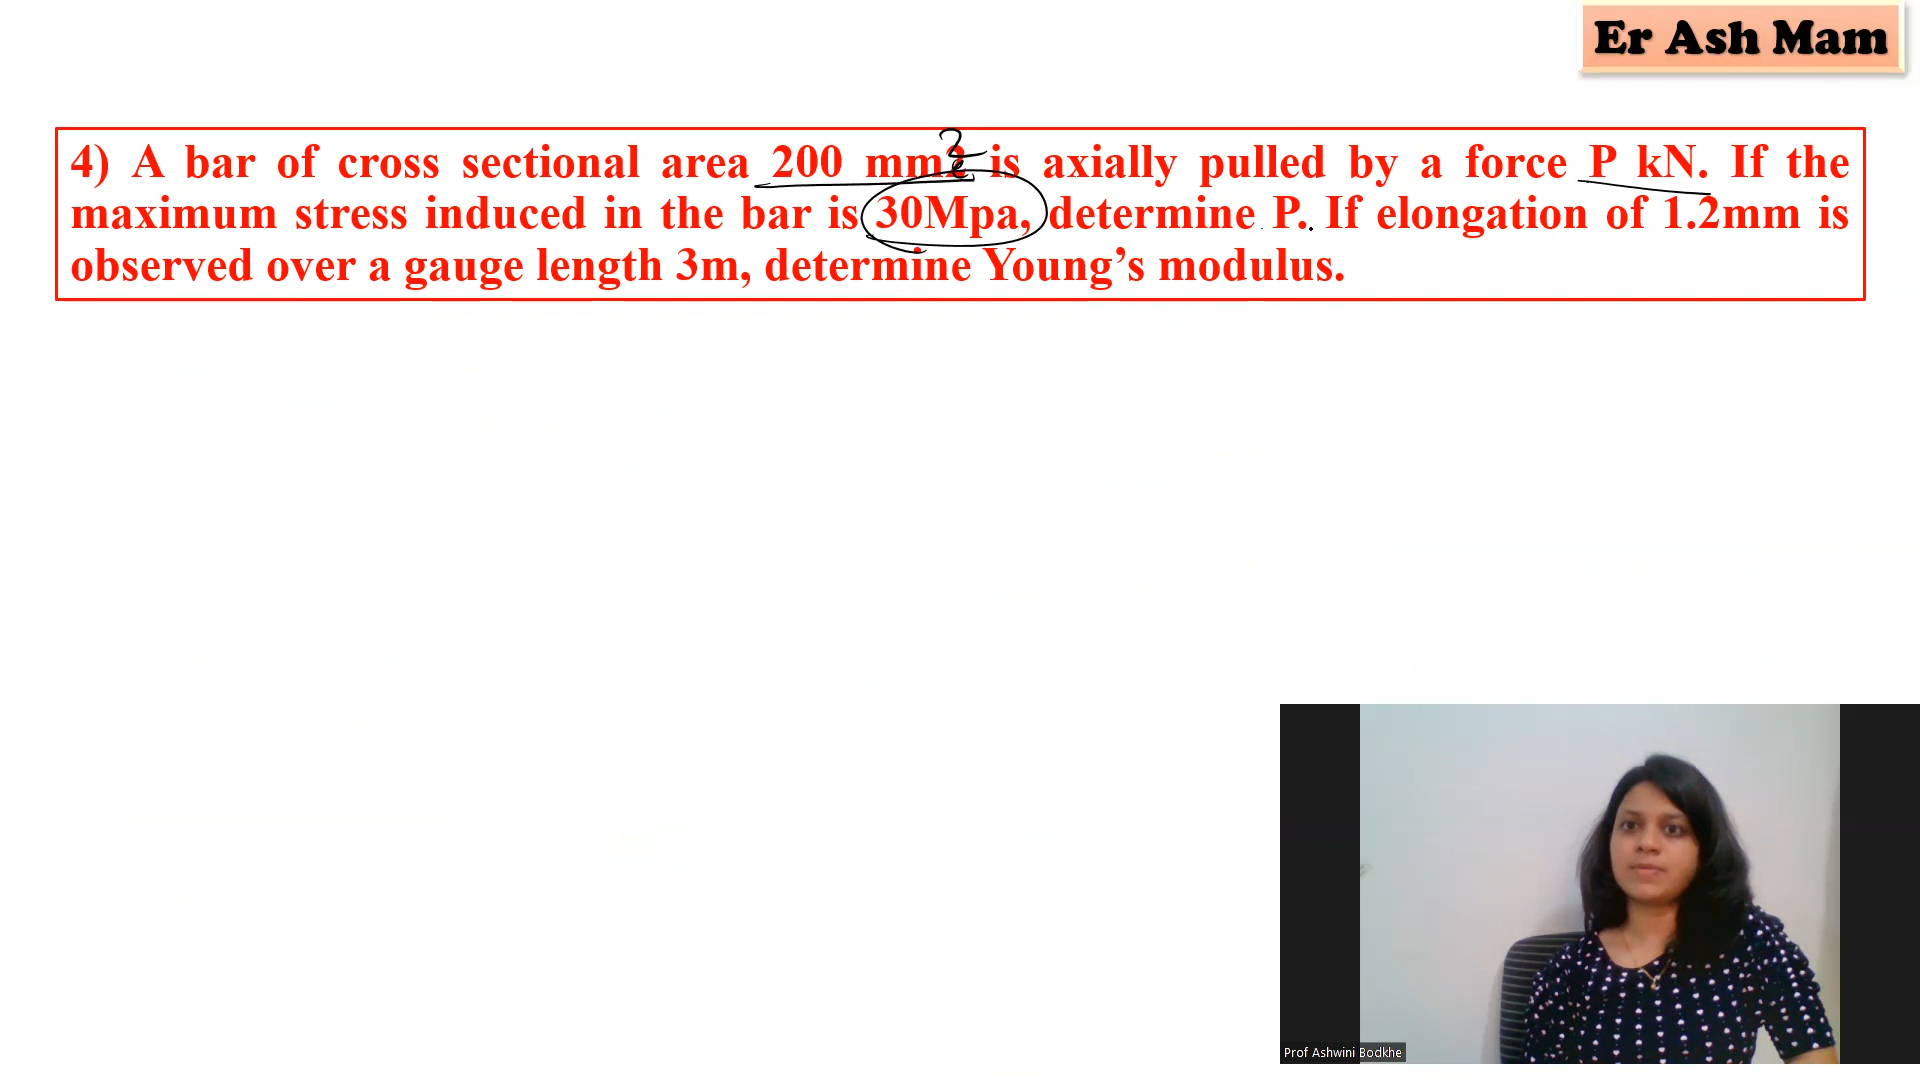 Er Ash Mam
4) A bar of cross sectional area 200 mm2 is axially pulled by a force P kN. If the
maximum stress induced in the bar is 30Mpa, determine P. If elongation of 1.2mm is
observed over a gauge length 3m, determine Young’s modulus.
Prof Ashwini Bodkhe